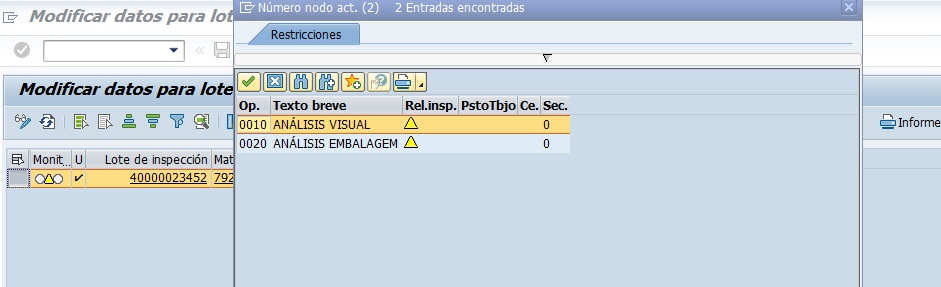 Modificar datos para lot
Número nodo act. (2) 2 Entradas encontradas
Restricciones
Modificar datos para lote
Op. Texto breve Rel.insp. PstoTbjo Ce. Sec.
0010 ANÁLISIS VISUAL 0
0020 ANÁLISIS EMBALAGEM 0
Informe
Monit... U Lote de inspección Mat
40000023452 792